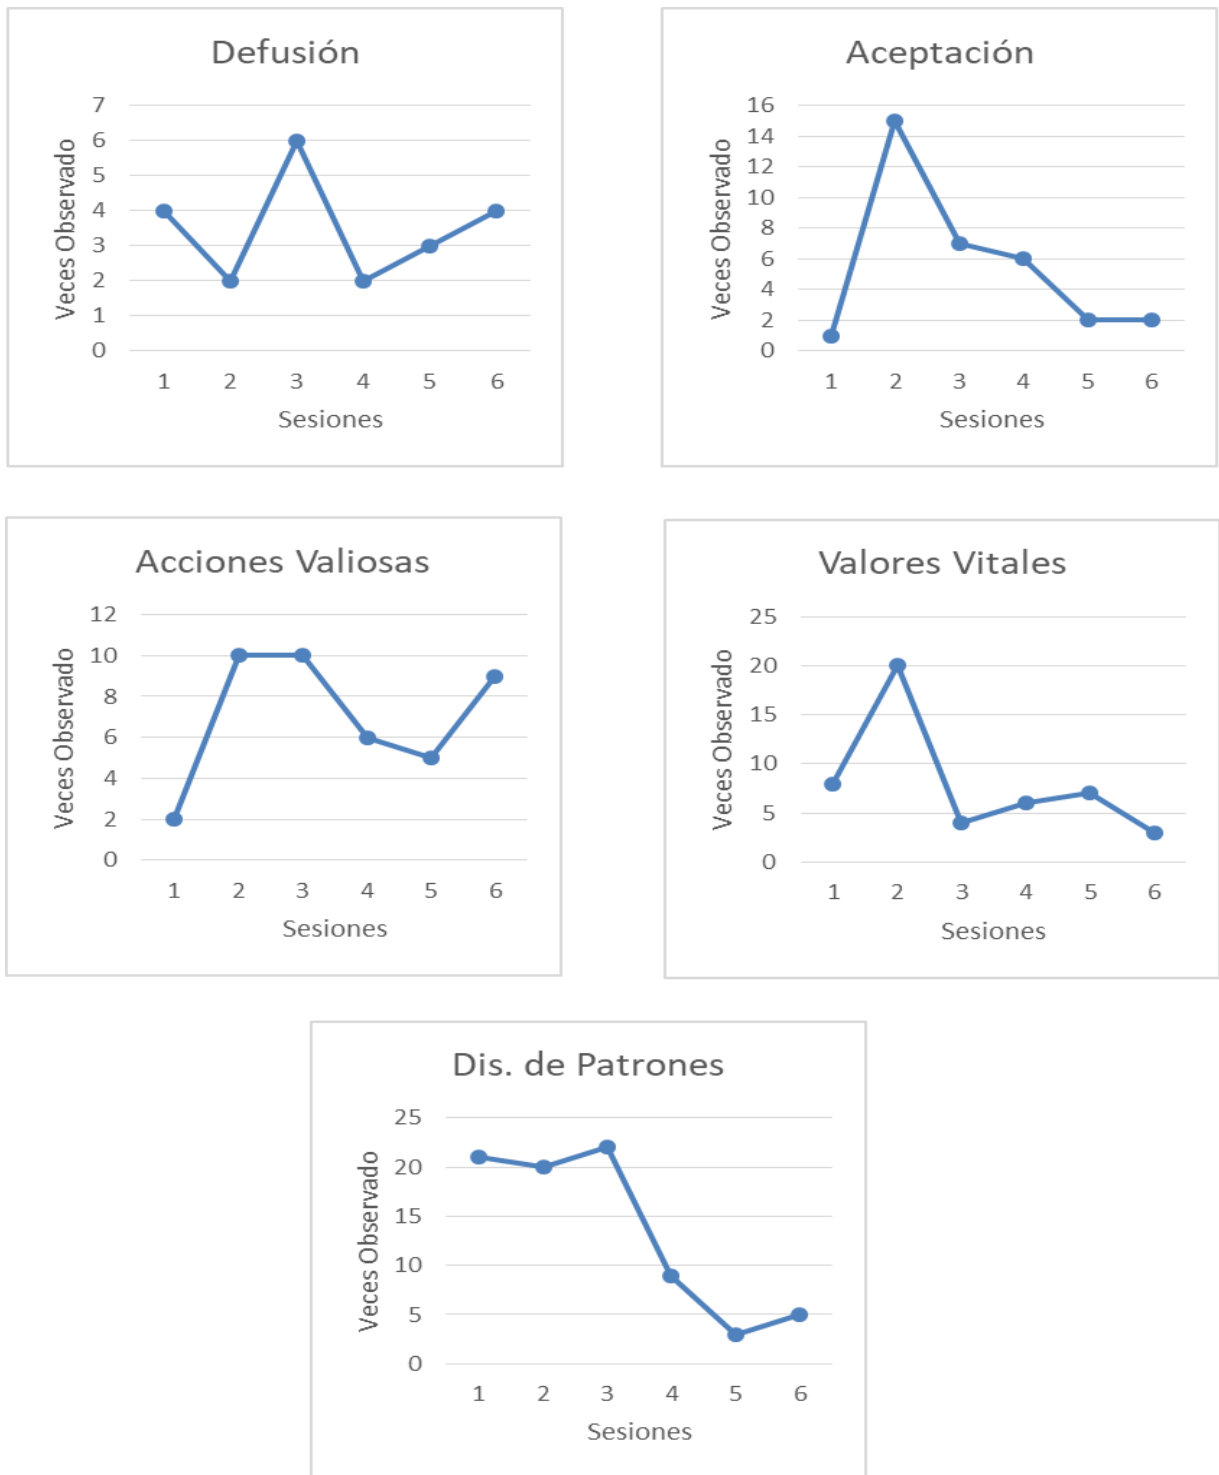 Defusión
Veces Observado
7
6
5
4
3
2
1
0
1 2 3 4 5 6
Sesiones
Aceptación
Veces Observado
16
14
12
10
8
6
4
2
0
1 2 3 4 5 6
Sesiones
Acciones Valiosas
Veces Observado
12
10
8
6
4
2
0
1 2 3 4 5 6
Sesiones
Valores Vitales
Veces Observado
25
20
15
10
5
0
1 2 3 4 5 6
Sesiones
Dis. de Patrones
Veces Observado
25
20
15
10
5
0
1 2 3 4 5 6
Sesiones